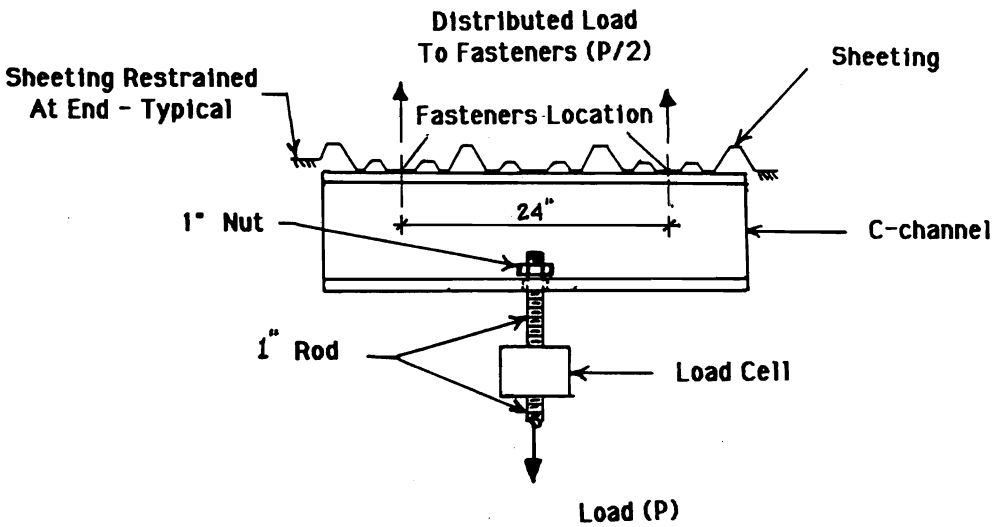 Distributed Load
To Fasteners (P/2)
Sheeting
Sheeting Restrained
At End - Typical
Fasteners Location
24"
1" Nut
C-channel
1" Rod
Load Cell
Load (P)